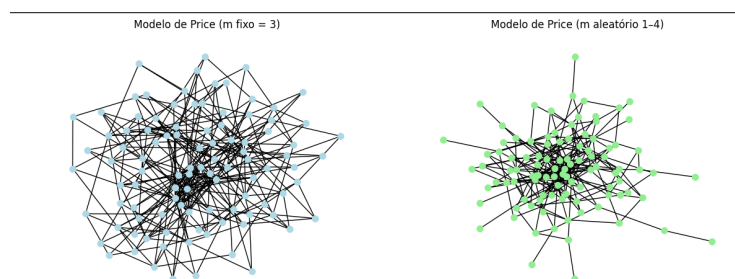 Modelo de Price (m fixo = 3)
Modelo de Price (m aleatório 1–4)